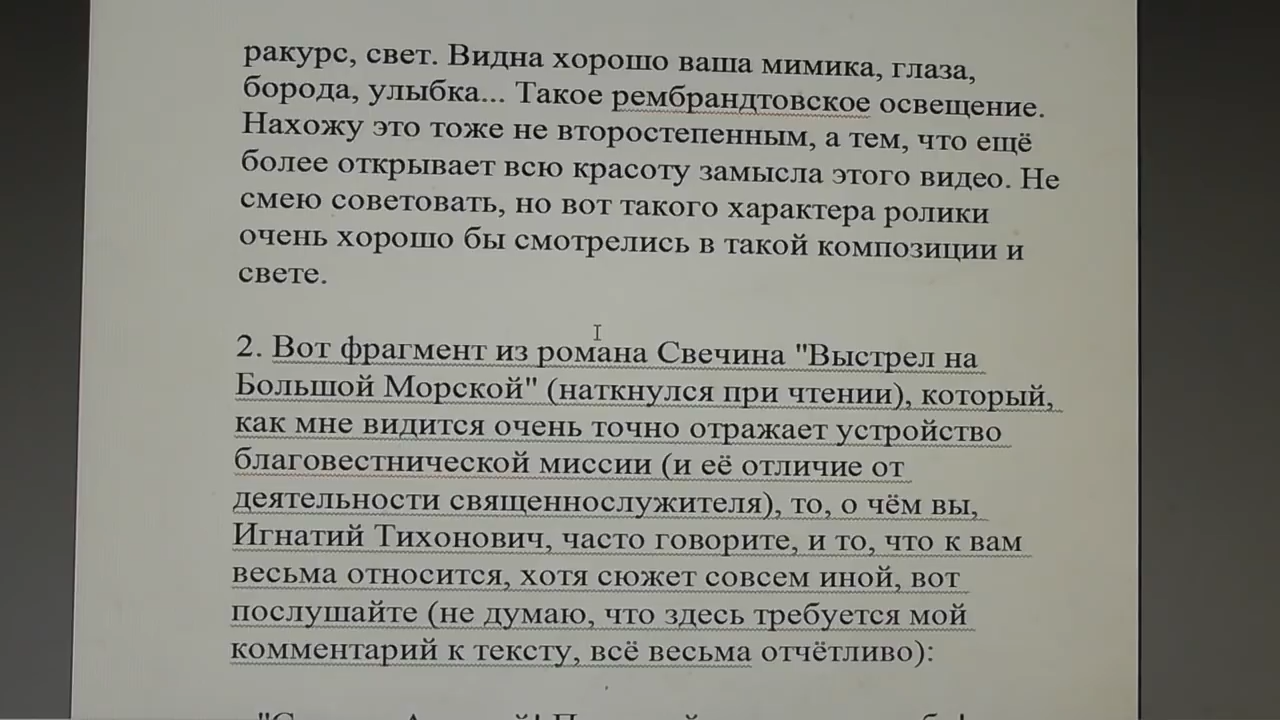 ракурс, свет. Видна хорошо ваша мимика, глаза,
борода, улыбка... Такое рембрандтовское освещение.
Нахожу это тоже не второстепенным, а тем, что ещё
более открывает всю красоту замысла этого видео. Не
смею советовать, но вот такого характера ролики
очень хорошо бы смотрелись в такой композиции и
свете.
2. Вот фрагмент из романа Свечина "Выстрел на
Большой Морской" (наткнулся при чтении), который,
как мне видится очень точно отражает устройство
благовестнической миссии (и её отличие от
деятельности священнослужителя), то, о чём вы,
Игнатий Тихонович, часто говорите, и то, что к вам
весьма относится, хотя сюжет совсем иной, вот
послушайте (не думаю, что здесь требуется мой
комментарий к тексту, всё весьма отчётливо):